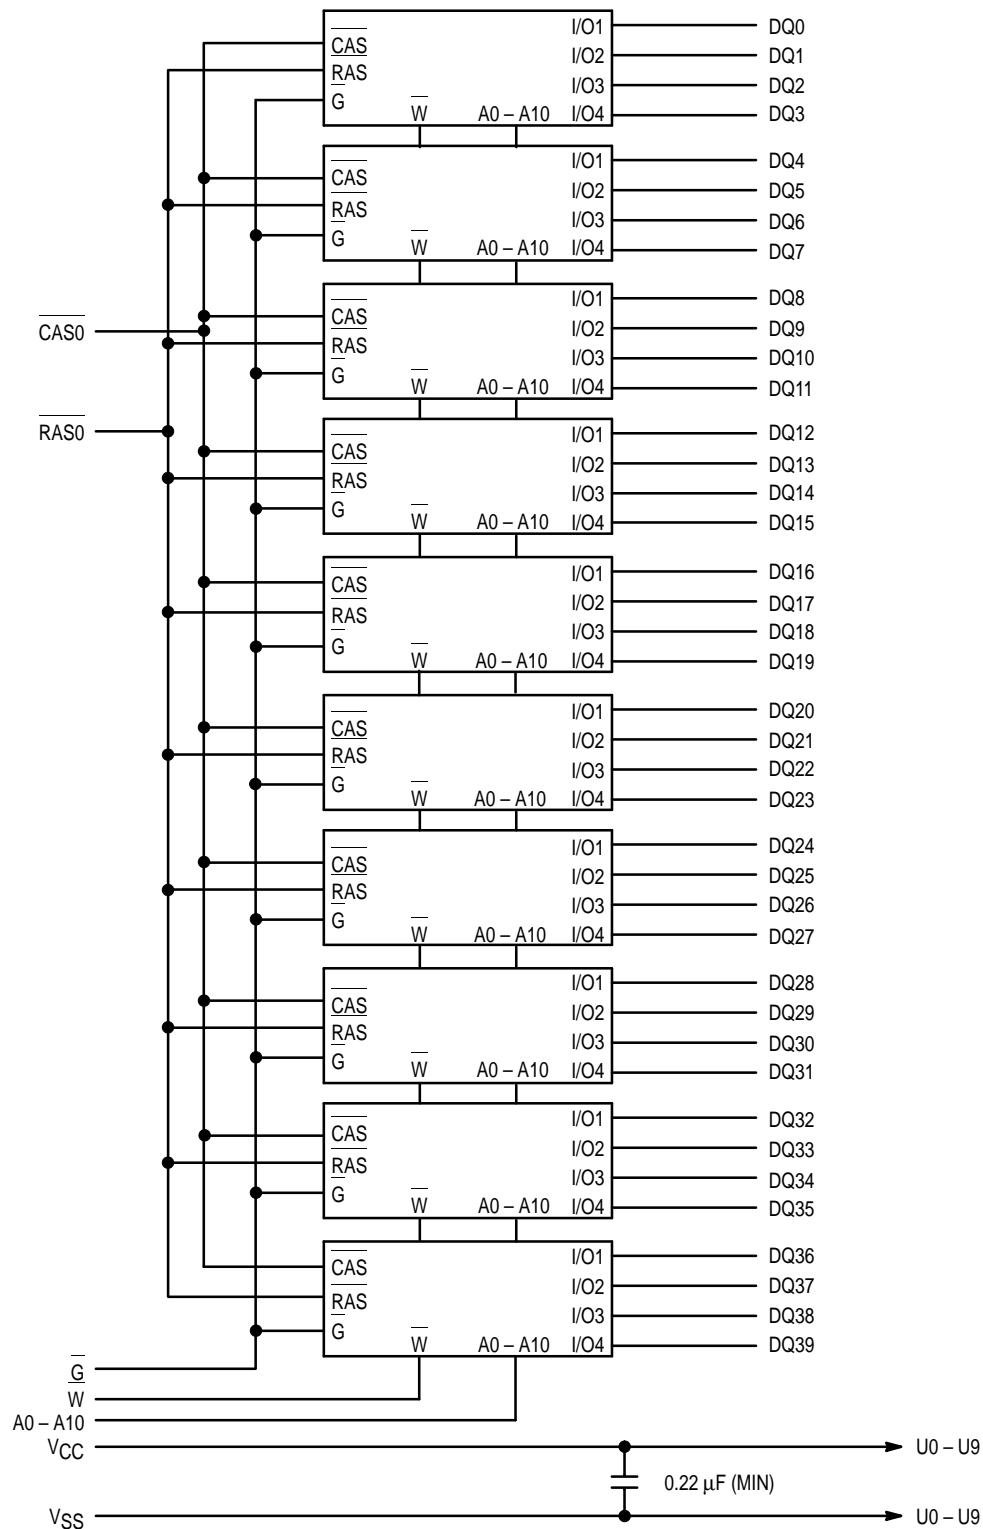 I/O1 DQ0
CAS I/O2 DQ1
RAS I/O3 DQ2
G W A0 – A10 I/O4 DQ3
I/O1 DQ4
CAS I/O2 DQ5
RAS I/O3 DQ6
G W A0 – A10 I/O4 DQ7
I/O1 DQ8
CAS I/O2 DQ9
CAS0
RAS I/O3 DQ10
G W A0 – A10 I/O4 DQ11
RAS0
I/O1 DQ12
CAS I/O2 DQ13
RAS I/O3 DQ14
G W A0 – A10 I/O4 DQ15
I/O1 DQ16
CAS I/O2 DQ17
RAS I/O3 DQ18
G W A0 – A10 I/O4 DQ19
I/O1 DQ20
CAS I/O2 DQ21
RAS I/O3 DQ22
G W A0 – A10 I/O4 DQ23
I/O1 DQ24
CAS I/O2 DQ25
RAS I/O3 DQ26
G W A0 – A10 I/O4 DQ27
I/O1 DQ28
CAS I/O2 DQ29
RAS I/O3 DQ30
G W A0 – A10 I/O4 DQ31
I/O1 DQ32
CAS I/O2 DQ33
RAS I/O3 DQ34
G W A0 – A10 I/O4 DQ35
I/O1 DQ36
CAS I/O2 DQ37
RAS I/O3 DQ38
G W A0 – A10 I/O4 DQ39
G
W
A0 – A10
VCC U0 – U9
0.22 µF (MIN)
VSS U0 – U9